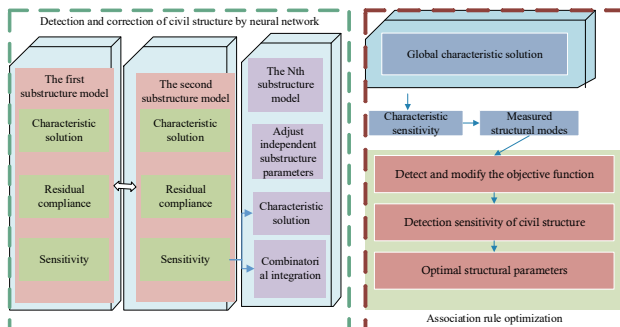 Detection and correction of civil structure by neural network
The first
substructure model
Characteristic
solution
Residual
compliance
Sensitivity
The second
substructure model
Characteristic
solution
Residual
compliance
Sensitivity
The Nth
substructure
model
Adjust
independent
substructure
parameters
Characteristic
solution
Combinatori
al integration
Global characteristic solution
Characteristic
sensitivity
Measured
structural modes
Detect and modify the objective function
Detection sensitivity of civil structure
Optimal structural parameters
Association rule optimization